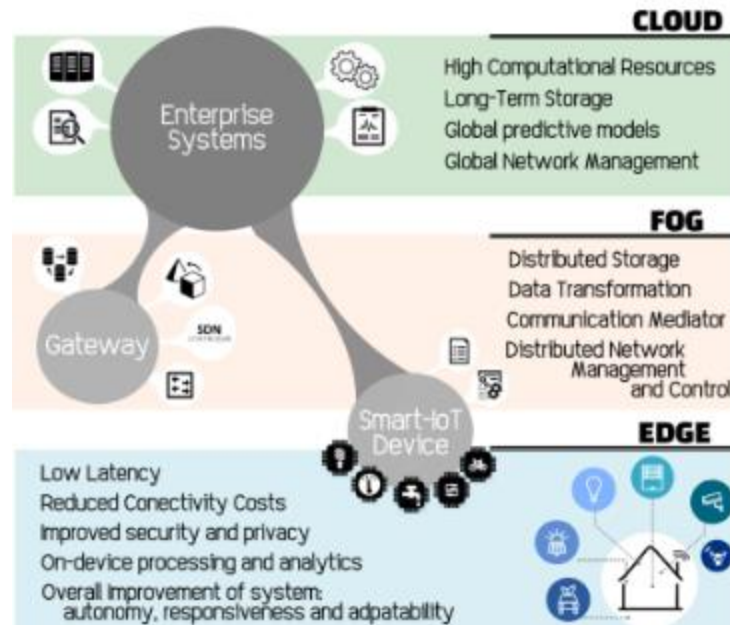 CLOUD
Enterprise
Systems
High Computational Resources
Long-Term Storage
Global predictive models
Global Network Management
FOG
Gateway
SDN
Distributed Storage
Data Transformation
Communication Mediator
Distributed Network
Management
and Control
Smart-IoT
Device
EDGE
Low Latency
Reduced Conectivity Costs
Improved security and privacy
On-device processing and analytics
Overall improvement of system:
autonomy, responsiveness and adpatability